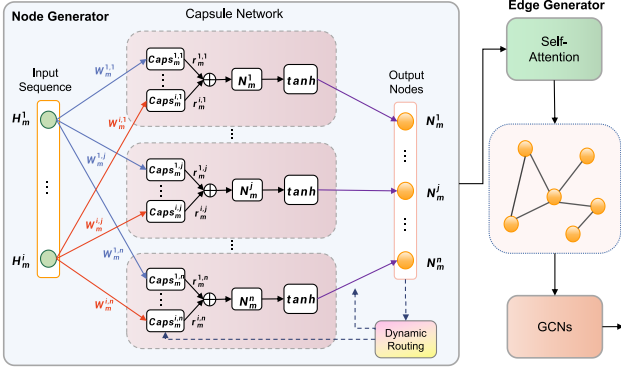 Node Generator
Capsule Network
Edge Generator
Input
Sequence
Output
Nodes
Self-
Attention
H_m^1
⋮
H_m^i
W_m^{1,1}
W_m^{i,1}
W_m^{1,j}
W_m^{i,j}
W_m^{1,n}
W_m^{i,n}
Caps_m^{1,1}
r_m^{1,1}
Caps_m^{i,1}
r_m^{i,1}
N_m^1
tanh
...
Caps_m^{1,j}
r_m^{1,j}
Caps_m^{i,j}
r_m^{i,j}
N_m^j
tanh
...
Caps_m^{1,n}
r_m^{1,n}
Caps_m^{i,n}
r_m^{i,n}
N_m^n
tanh
N_m^1
⋮
N_m^j
⋮
N_m^n
Dynamic
Routing
GCNs